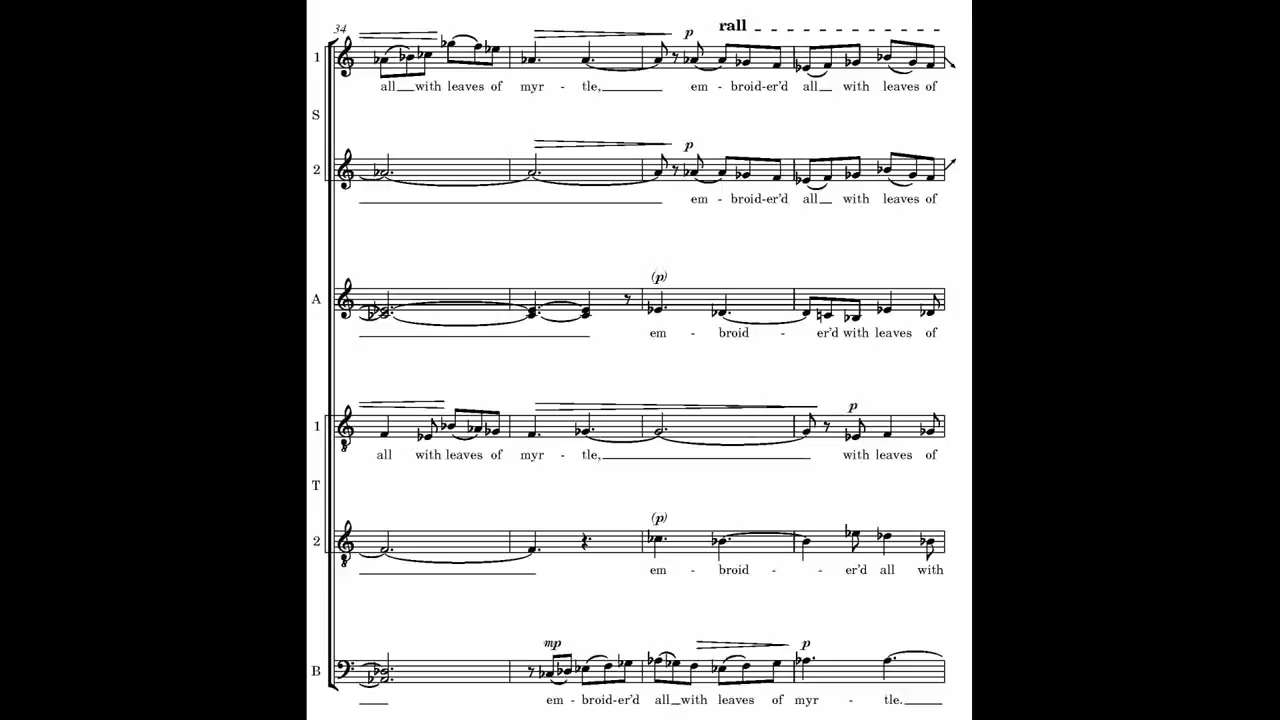 34
rall
p
1
all with leaves of myr - tle, em - broid-er'd all with leaves of
S
p
2
em - broid-er'd all with leaves of
(p)
A
em - broid - er'd with leaves of
p
1
all with leaves of myr - tle, with leaves of
T
(p)
2
em - broid - - er'd all with
mp p
B
em - broid-er'd all with leaves of myr - tle.